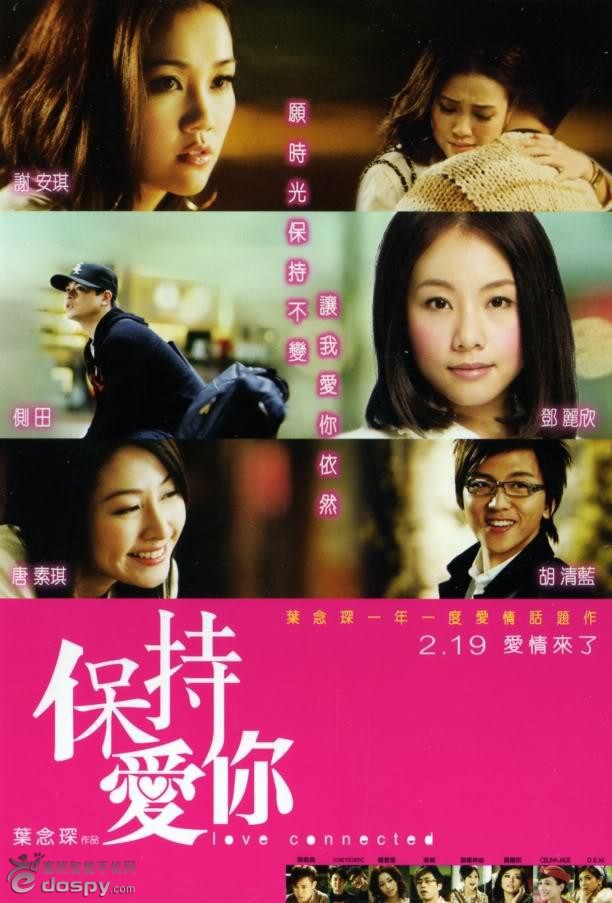 謝安琪
願時光保持不變
讓我愛你依然
側田
鄧麗欣
唐素琪
胡清藍
葉念琛一年一度愛情話題作
2.19 愛情來了
保持愛你
love connected
葉念琛作品
dospy.com
G.E.M.